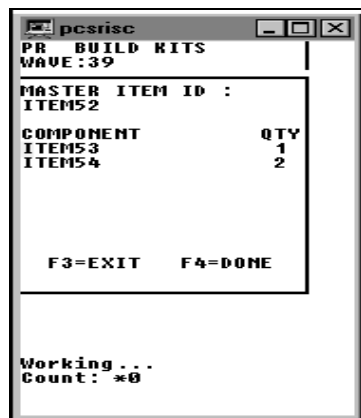 pcsrisc
PR BUILD KITS
WAVE:39
MASTER ITEM ID :
ITEM52
COMPONENT QTY
ITEM53 1
ITEM54 2
F3=EXIT F4=DONE
Working...
Count: *0